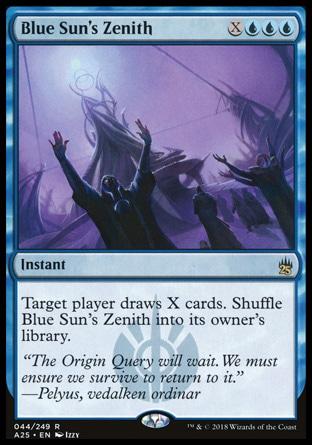 Blue Sun's Zenith X
Instant
25
Target player draws X cards. Shuffle
Blue Sun's Zenith into its owner's
library.
"The Origin Query will wait. We must
ensure we survive to return to it."
—Pelyus, vedalken ordinar
044/249 R
A25 • EN Izzy ™ & © 2018 Wizards of the Coast